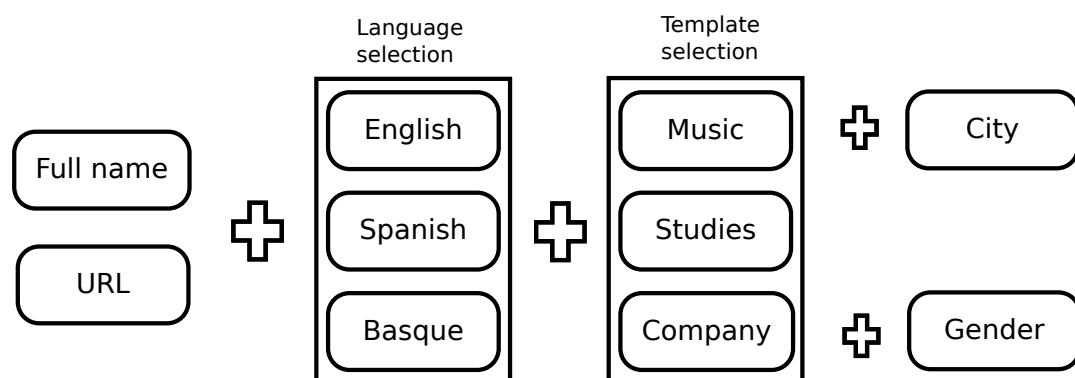 Language
selection
Template
selection
Full name
URL
English
Spanish
Basque
Music
Studies
Company
City
Gender